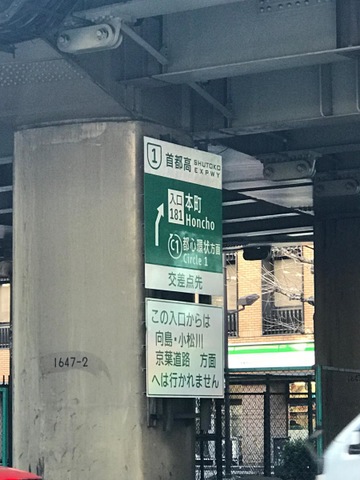 1 首都高 SHUTOKO
EXPWY
入口 本町
181 Honcho
C1 都心環状方面
Circle 1
交差点先
この入口からは
向島・小松川
京葉道路 方面
へは行かれません
1647-2